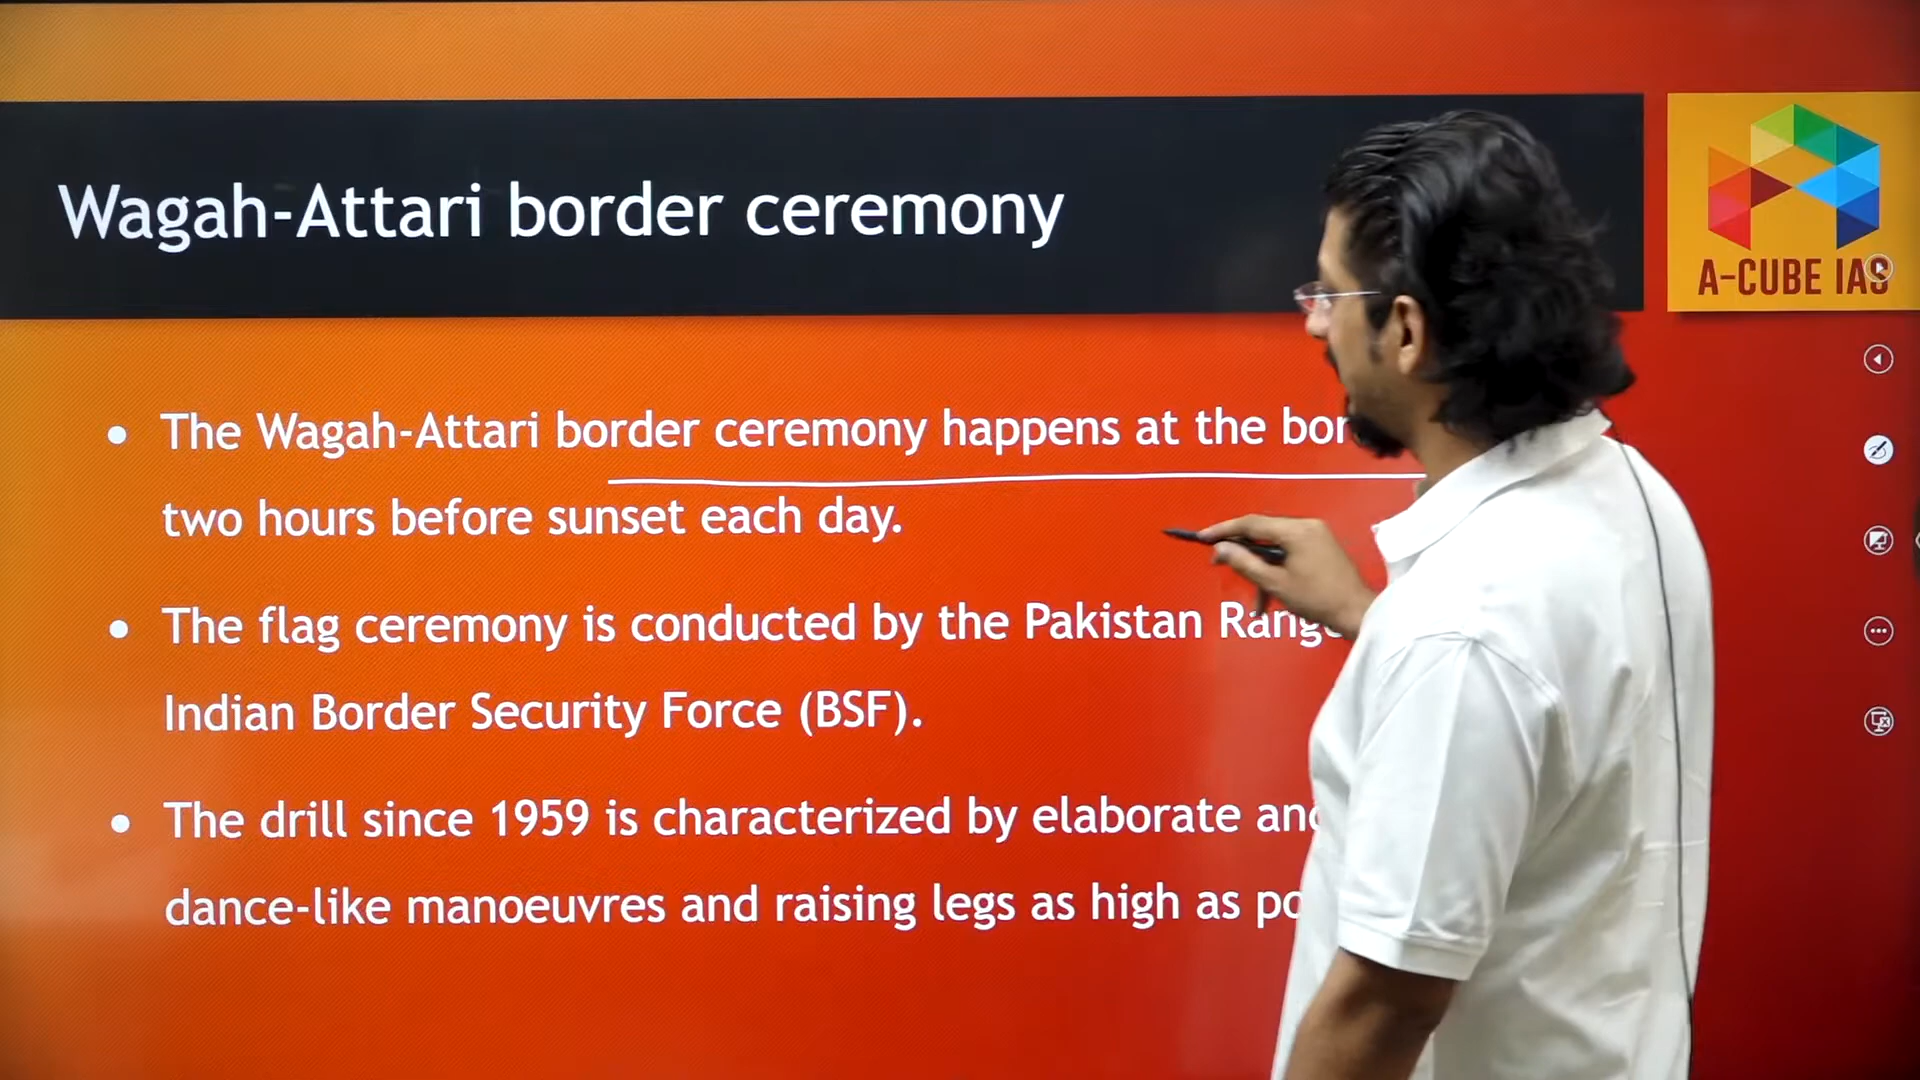 Wagah-Attari border ceremony
A-CUBE IAS
The Wagah-Attari border ceremony happens at the
two hours before sunset each day.
The flag ceremony is conducted by the Pakistan
Indian Border Security Force (BSF).
The drill since 1959 is characterized by elaborate
dance-like manoeuvres and raising legs as high as